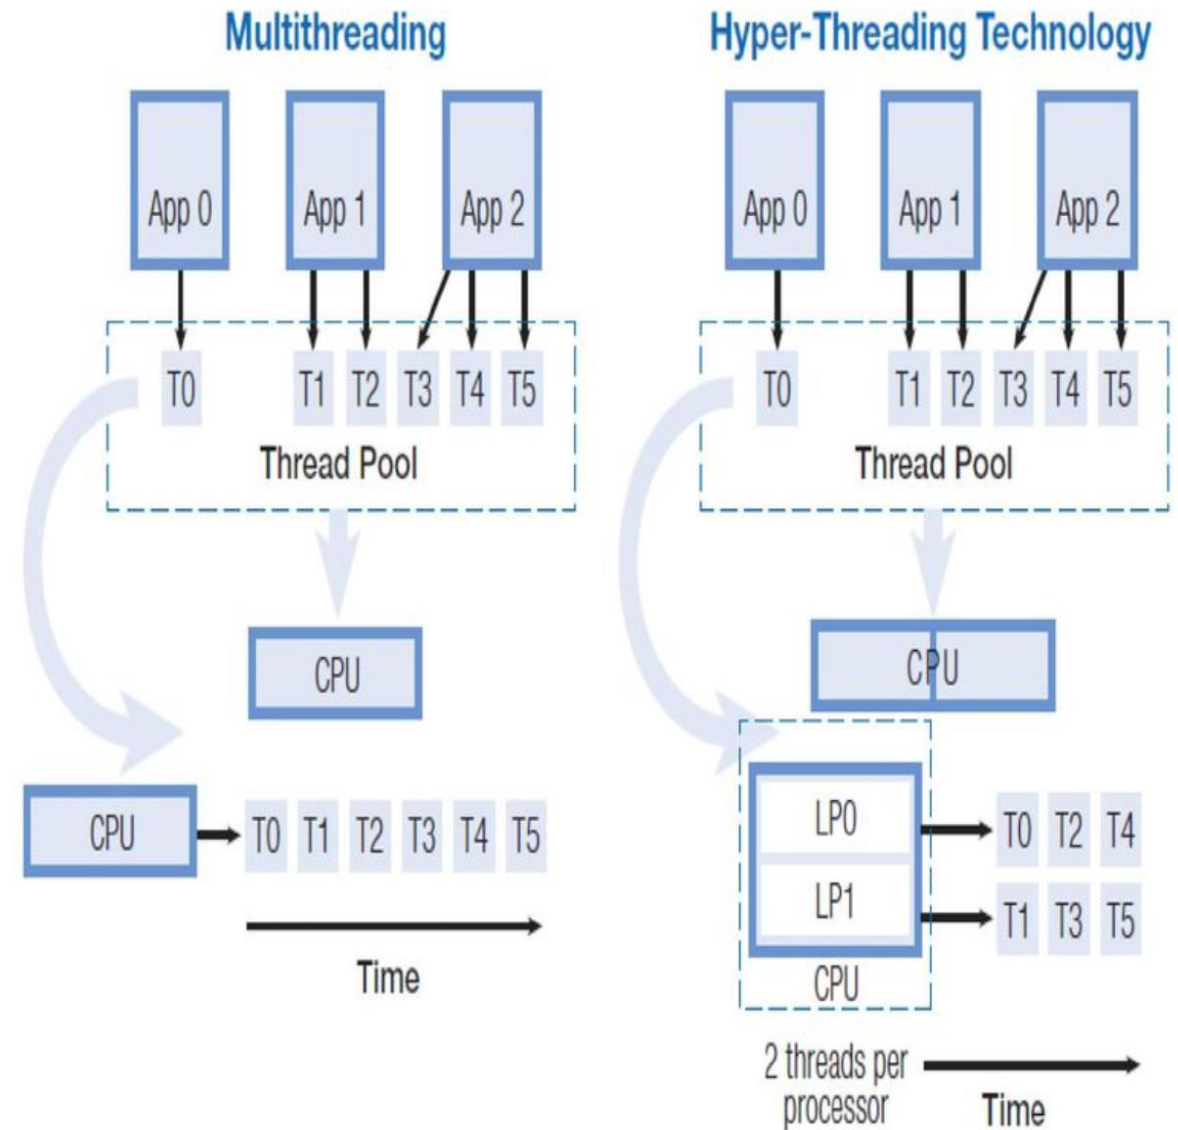 Multithreading
App 0 App 1 App 2
T0 T1 T2 T3 T4 T5
Thread Pool
CPU
CPU T0 T1 T2 T3 T4 T5
Time
Hyper-Threading Technology
App 0 App 1 App 2
T0 T1 T2 T3 T4 T5
Thread Pool
CPU
LP0 T0 T2 T4
LP1 T1 T3 T5
CPU
2 threads per
processor
Time